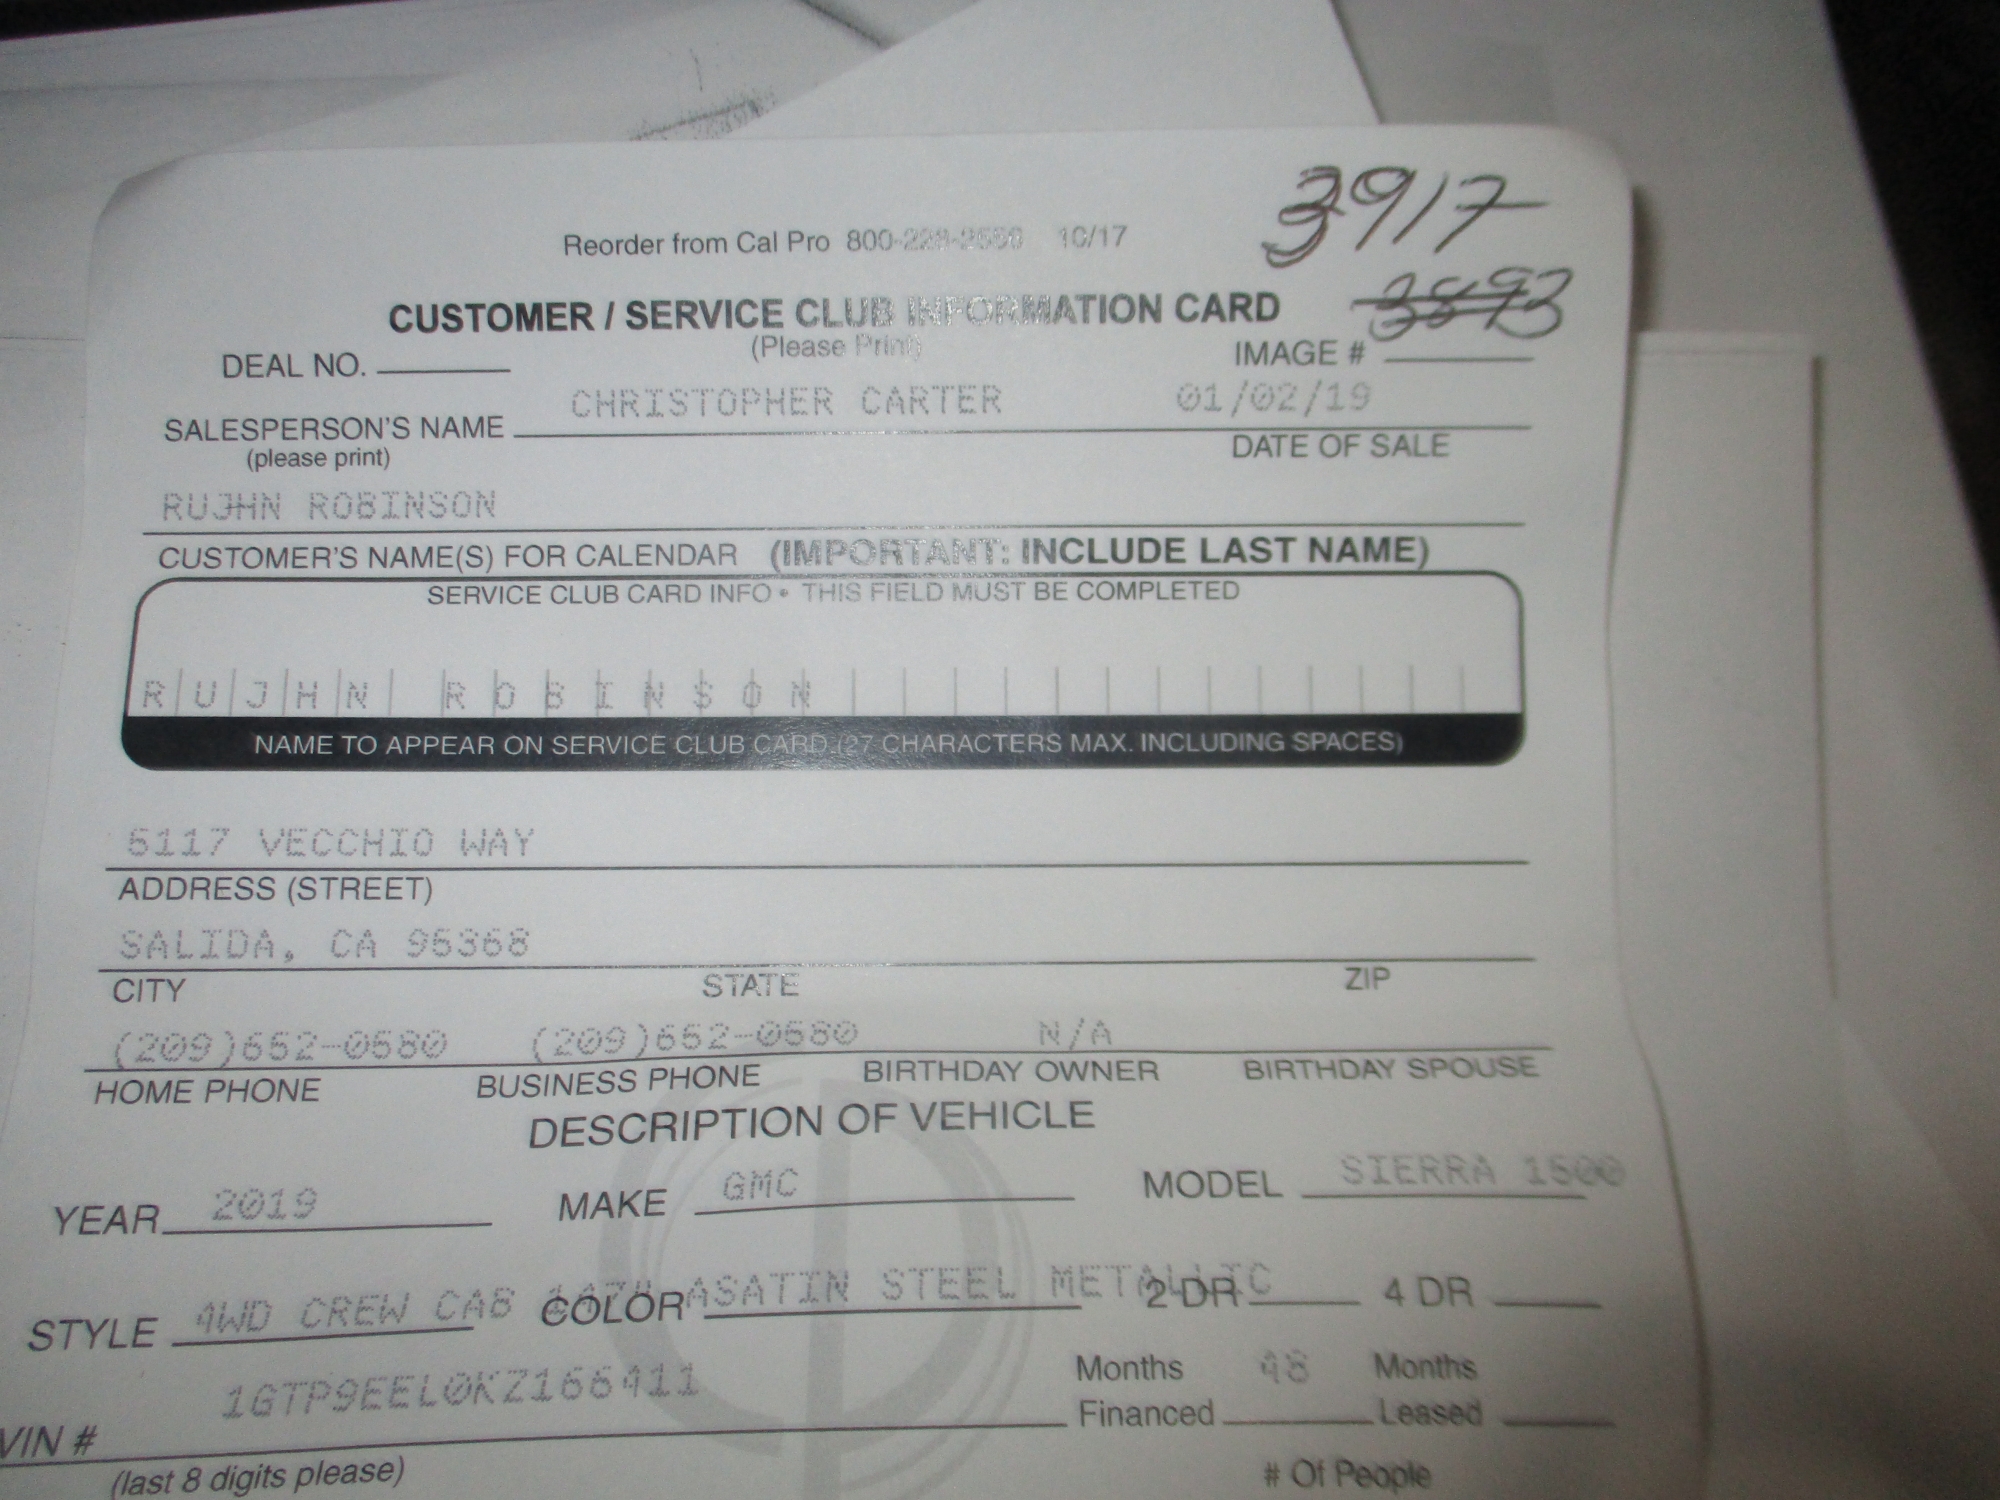 3917
Reorder from Cal Pro 800-228-2556 10/17
CUSTOMER / SERVICE CLUB INFORMATION CARD 3893
(Please Print)
DEAL NO. IMAGE #
CHRISTOPHER CARTER 01/02/19
SALESPERSON'S NAME
(please print) DATE OF SALE
RUJHN ROBINSON
CUSTOMER'S NAME(S) FOR CALENDAR (IMPORTANT: INCLUDE LAST NAME)
SERVICE CLUB CARD INFO • THIS FIELD MUST BE COMPLETED
RUJHN ROBINSON
NAME TO APPEAR ON SERVICE CLUB CARD.(27 CHARACTERS MAX. INCLUDING SPACES)
5117 VECCHIO WAY
ADDRESS (STREET)
SALIDA, CA 95368
CITY STATE ZIP
(209)652-0580 (209)652-0580 N/A
HOME PHONE BUSINESS PHONE BIRTHDAY OWNER BIRTHDAY SPOUSE
DESCRIPTION OF VEHICLE
YEAR 2019 MAKE GMC MODEL SIERRA 1500
STYLE 4WD CREW CAB COLOR SATIN STEEL METALLIC 2 DR 4 DR
1GTP9EEL0KZ166411 Months 48 Months
VIN # Financed Leased
(last 8 digits please) # Of People